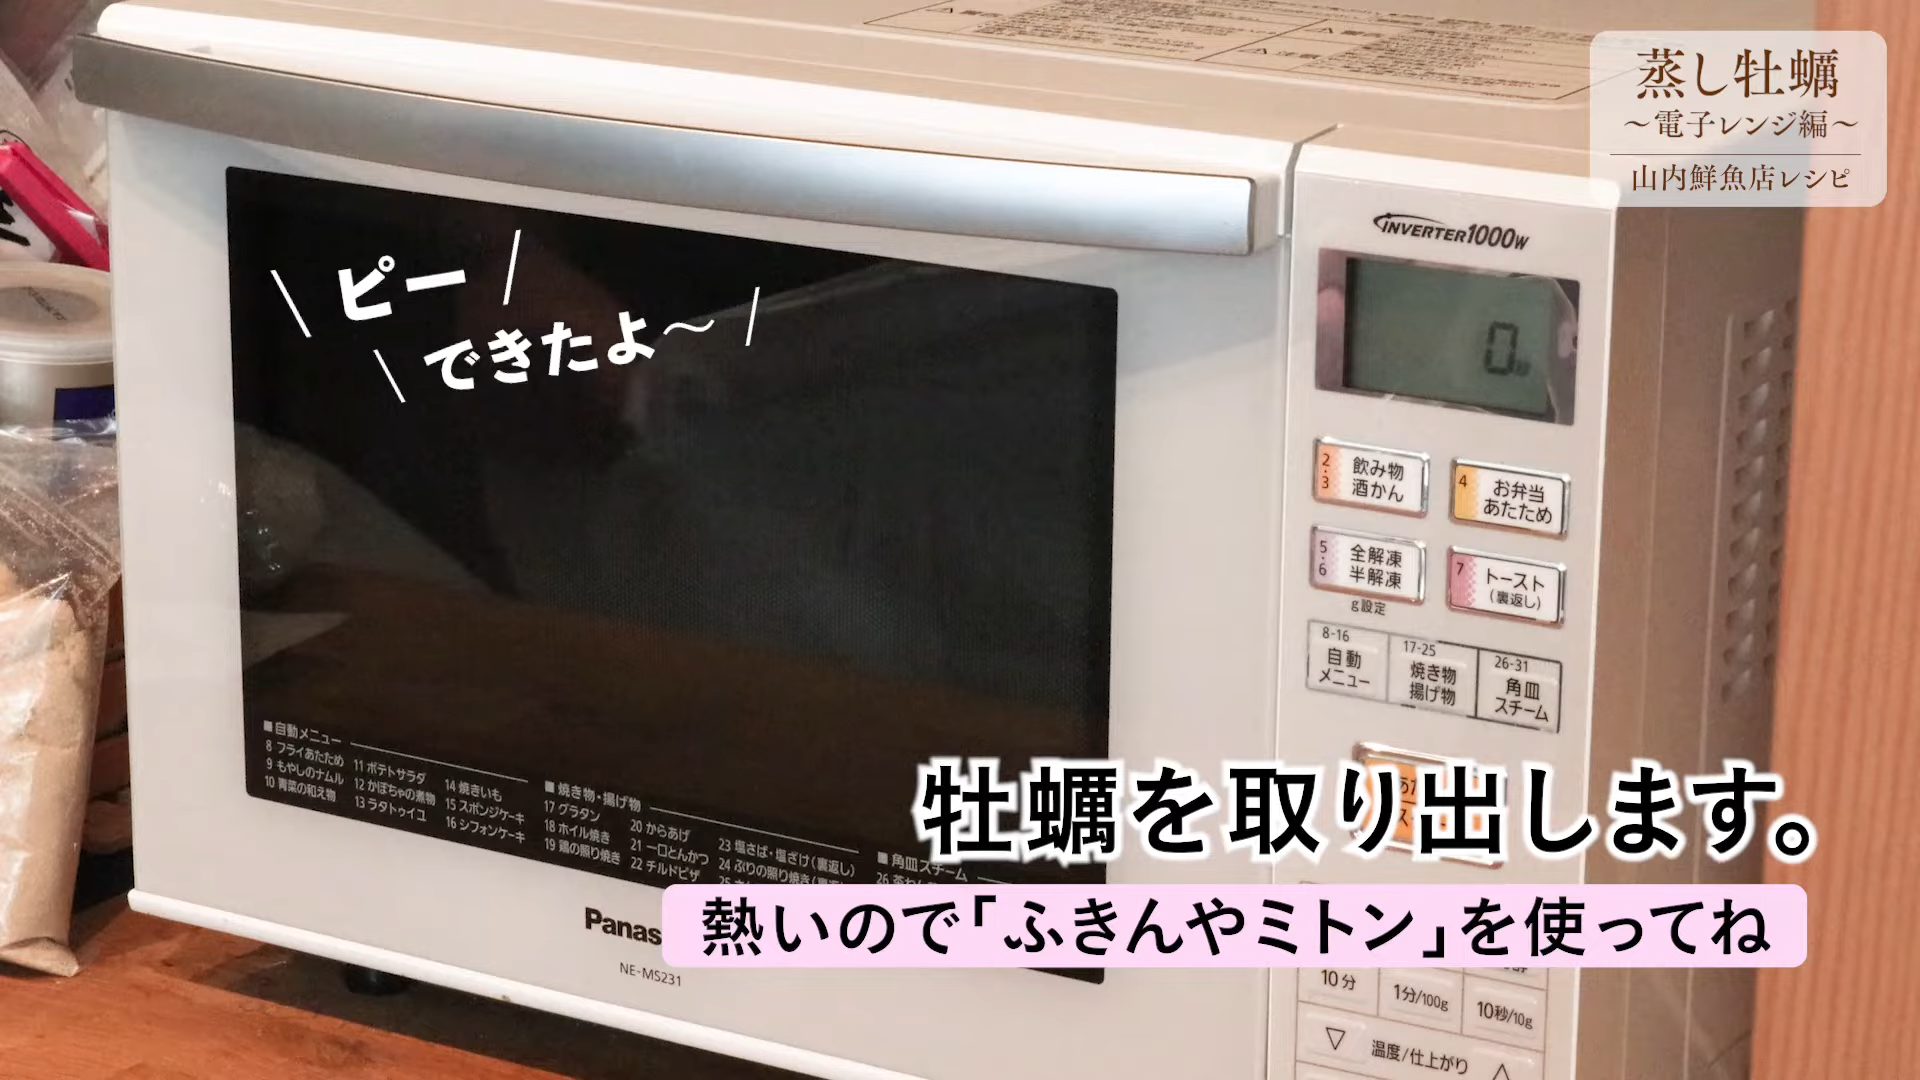 蒸し牡蠣
～電子レンジ編～
山内鮮魚店レシピ
INVERTER1000W
0
ピー
できたよ～
2・3
飲み物
酒かん
4
お弁当
あたため
5・6
全解凍
半解凍
g設定
7
トースト
(裏返し)
8-16
自動
メニュー
17-25
焼き物
揚げ物
26-31
角皿
スチーム
■自動メニュー
8 フライあたため
9 もやしのナムル
10 青菜の和え物
11 ポテトサラダ
12 かぼちゃの煮物
13 ラタトゥイユ
14 焼きいも
15 スポンジケーキ
16 シフォンケーキ
■焼き物・揚げ物
17 グラタン
18 ホイル焼き
19 鶏の照り焼き
20 からあげ
21 一口とんかつ
22 チルドピザ
23 塩さば・塩ざけ(裏返し)
24 ぶりの照り焼き
■角皿スチーム
26
牡蠣を取り出します。
熱いので「ふきんやミトン」を使ってね
Panas
NE-MS231
10分
1分/100g
10秒/10g
▽ 温度/仕上がり △